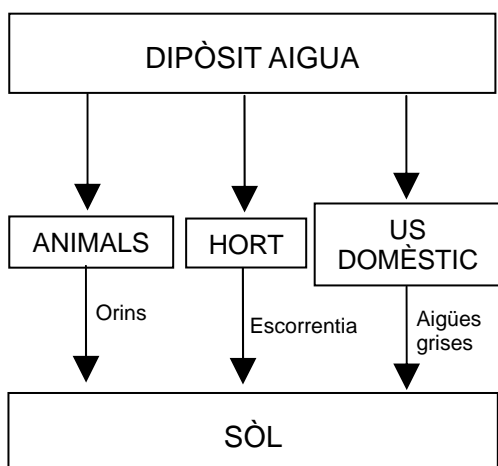 DIPÒSIT AIGUA
ANIMALS
HORT
US
DOMÈSTIC
Orins
Escorrentia
Aigües
grises
SÒL